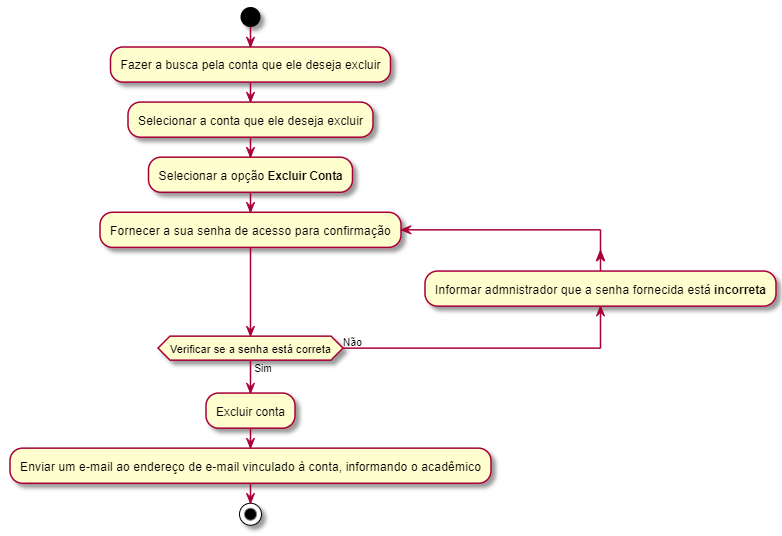 Fazer a busca pela conta que ele deseja excluir
Selecionar a conta que ele deseja excluir
Selecionar a opção Excluir Conta
Fornecer a sua senha de acesso para confirmação
Informar admnistrador que a senha fornecida está incorreta
Verificar se a senha está correta
Não
Sim
Excluir conta
Enviar um e-mail ao endereço de e-mail vinculado à conta, informando o acadêmico